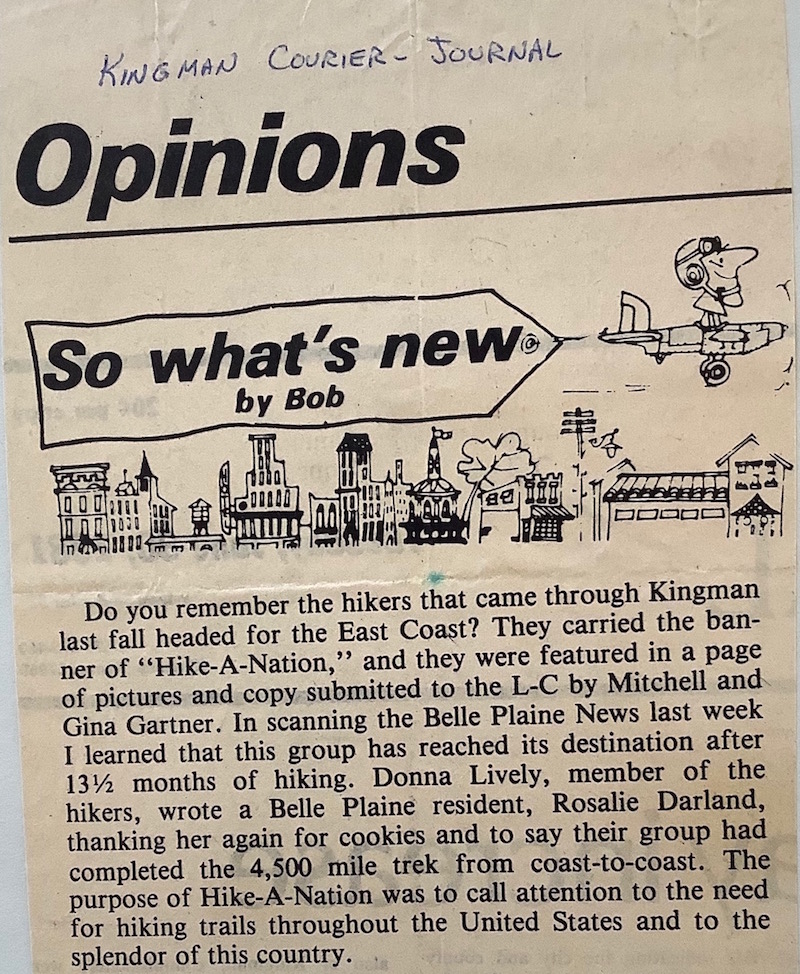 KINGMAN COURIER-JOURNAL
Opinions
So what's new
by Bob
Do you remember the hikers that came through Kingman
last fall headed for the East Coast? They carried the ban-
ner of "Hike-A-Nation," and they were featured in a page
of pictures and copy submitted to the L-C by Mitchell and
Gina Gartner. In scanning the Belle Plaine News last week
I learned that this group has reached its destination after
13½ months of hiking. Donna Lively, member of the
hikers, wrote a Belle Plaine resident, Rosalie Darland,
thanking her again for cookies and to say their group had
completed the 4,500 mile trek from coast-to-coast. The
purpose of Hike-A-Nation was to call attention to the need
for hiking trails throughout the United States and to the
splendor of this country.